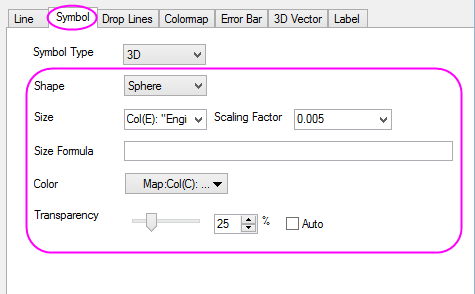 Line Symbol Drop Lines Colormap Error Bar 3D Vector Label
Symbol Type 3D
Shape Sphere
Size Col(E): "Engi Scaling Factor 0.005
Size Formula
Color Map:Col(C): ...
Transparency 25 % Auto